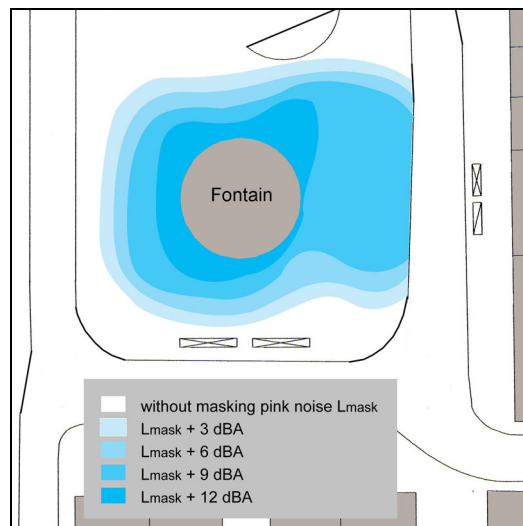 Fontain
without masking pink noise Lmask
Lmask + 3 dBA
Lmask + 6 dBA
Lmask + 9 dBA
Lmask + 12 dBA